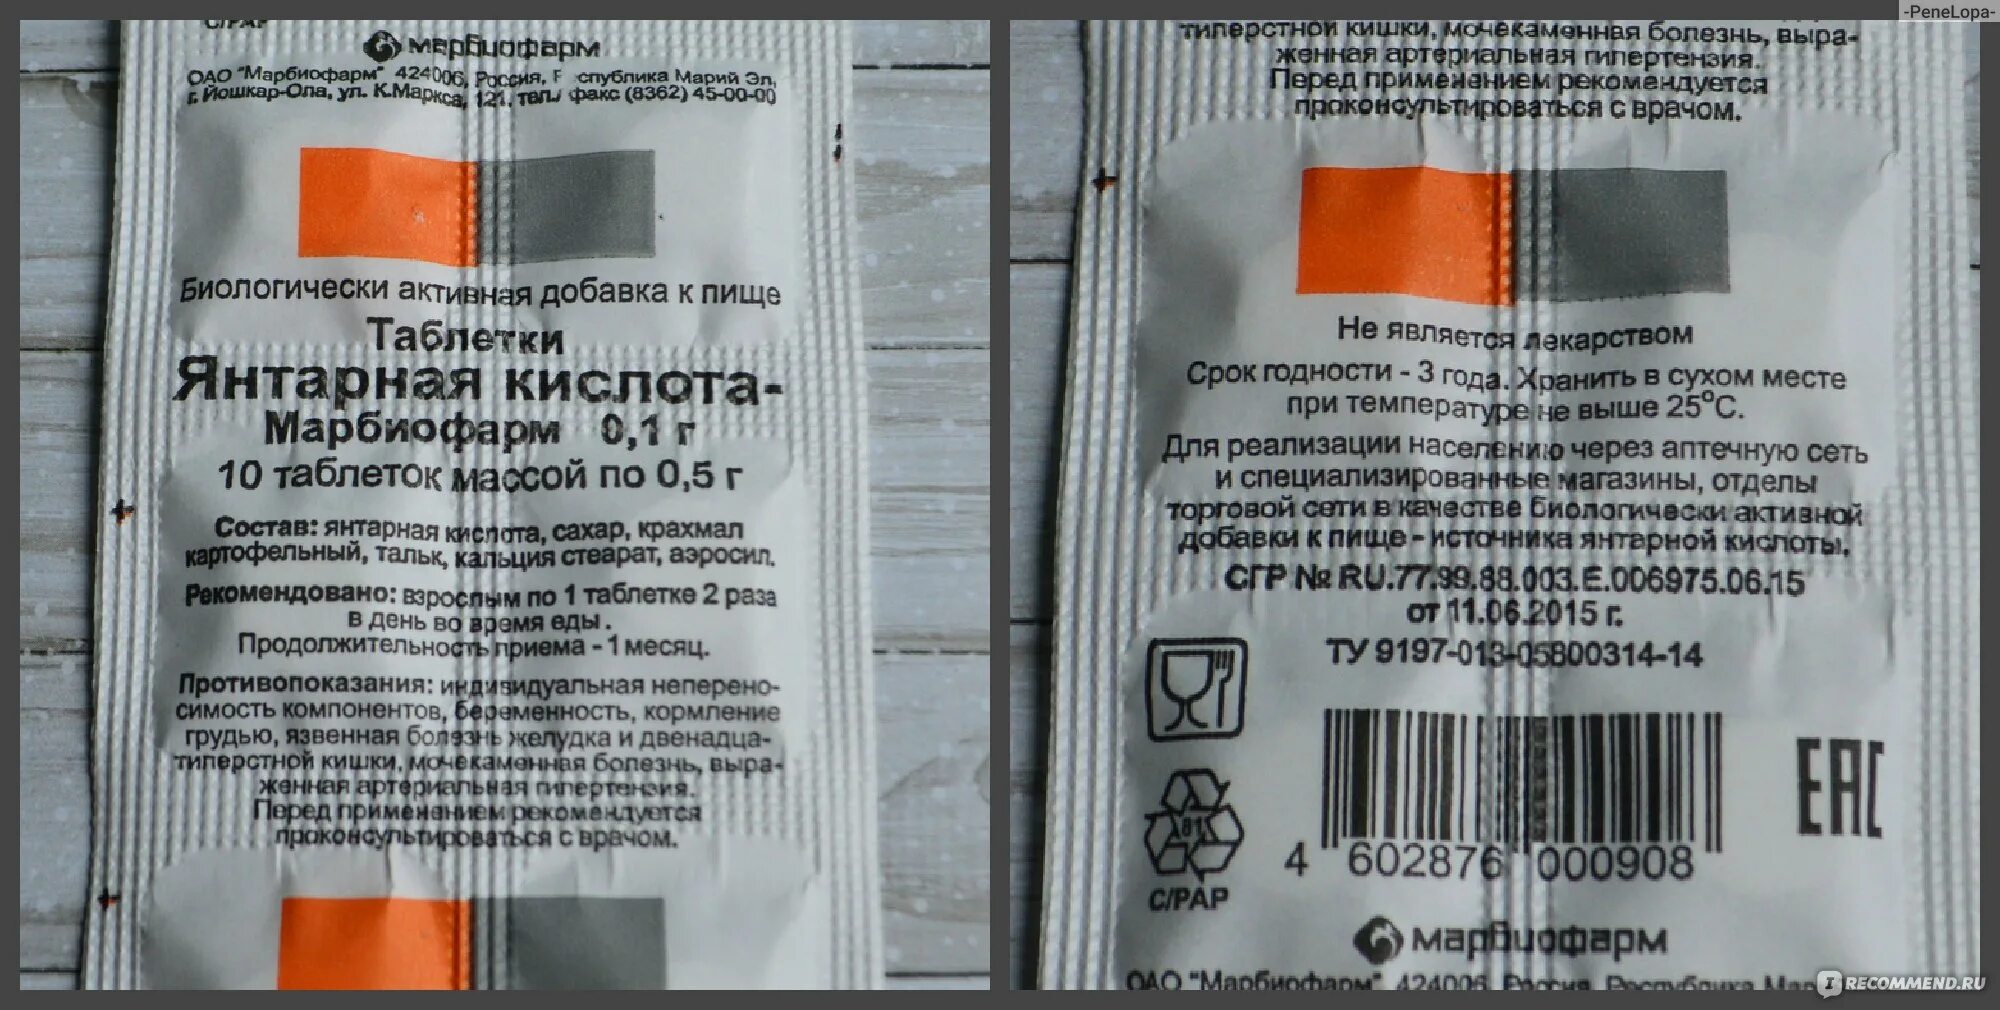 C/PAP
марбиофарм
ОАО "Марбиофарм" 424006, Россия, Р спублика Марий Эл,
г. Йошкар-Ола, ул. К.Маркса, 121, тел./ факс (8362) 45-00-00
Биологически активная добавка к пище
Таблетки
Янтарная кислота-
Марбиофарм 0,1 г
10 таблеток массой по 0,5 г
Состав: янтарная кислота, сахар, крахмал
картофельный, тальк, кальция стеарат, аэросил.
Рекомендовано: взрослым по 1 таблетке 2 раза
в день во время еды.
Продолжительность приема - 1 месяц.
Противопоказания: индивидуальная неперено-
симость компонентов, беременность, кормление
грудью, язвенная болезнь желудка и двенадца-
типерстной кишки, мочекаменная болезнь, выра-
женная артериальная гипертензия.
Перед применением рекомендуется
проконсультироваться с врачом.
-PeneLopa-
типерстной кишки, мочекаменная болезнь, выра-
женная артериальная гипертензия.
Перед применением рекомендуется
проконсультироваться с врачом.
Не является лекарством
Срок годности - 3 года. Хранить в сухом месте
при температуре не выше 25°С.
Для реализации населению через аптечную сеть
и специализированные магазины, отделы
торговой сети в качестве биологически активной
добавки к пище - источника янтарной кислоты.
СГР № RU.77.99.88.003.Е.006975.06.15
от 11.06.2015 г.
ТУ 9197-013-05800314-14
EAC
81
C/PAP
4 602876 000908
марбиофарм
ОАО "Марбиофарм" 424006, Россия, Республика
IRECOMMEND.RU